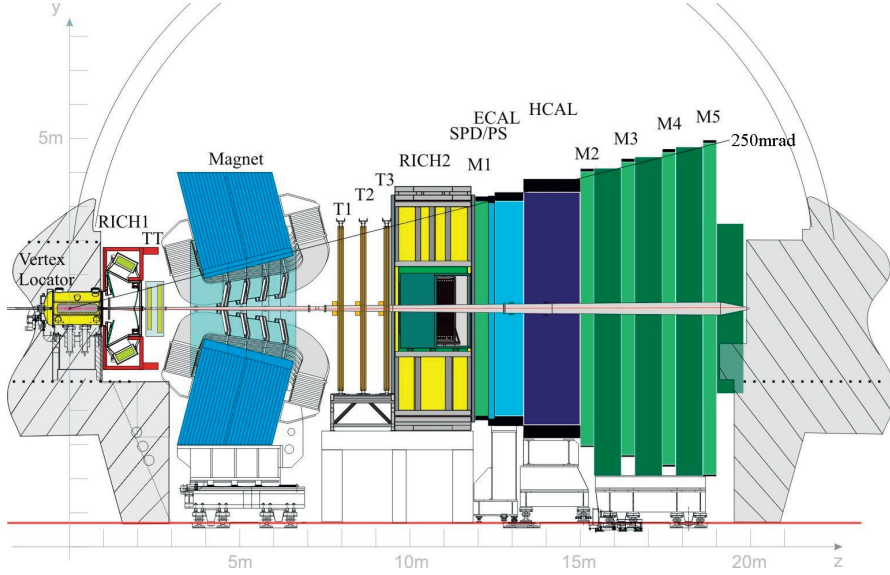 y
5m
Vertex
Locator
RICH1
TT
Magnet
T1
T2
T3
RICH2
M1
SPD/PS
ECAL
HCAL
M2
M3
M4
M5
250mrad
5m
10m
15m
20m
z